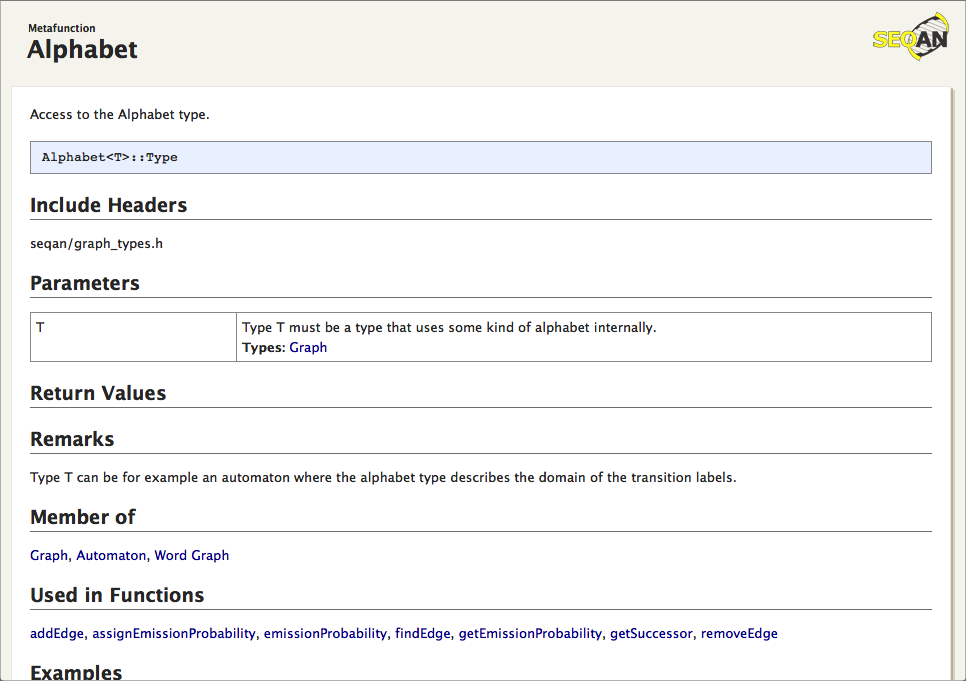 Metafunction
Alphabet
SEQAN
Access to the Alphabet type.
Alphabet<T>::Type
Include Headers
seqan/graph_types.h
Parameters
T
Type T must be a type that uses some kind of alphabet internally.
Types: Graph
Return Values
Remarks
Type T can be for example an automaton where the alphabet type describes the domain of the transition labels.
Member of
Graph, Automaton, Word Graph
Used in Functions
addEdge, assignEmissionProbability, emissionProbability, findEdge, getEmissionProbability, getSuccessor, removeEdge
Examples